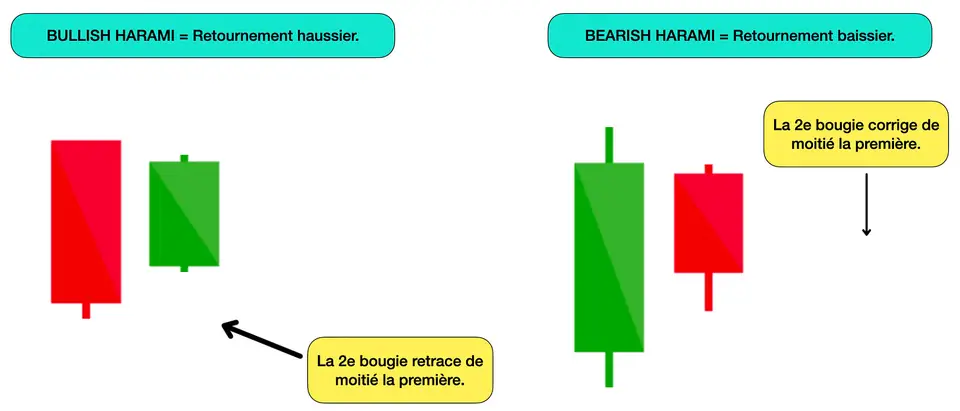 BULLISH HARAMI = Retournement haussier.
BEARISH HARAMI = Retournement baissier.
La 2e bougie corrige de
moitié la première.
La 2e bougie retrace de
moitié la première.